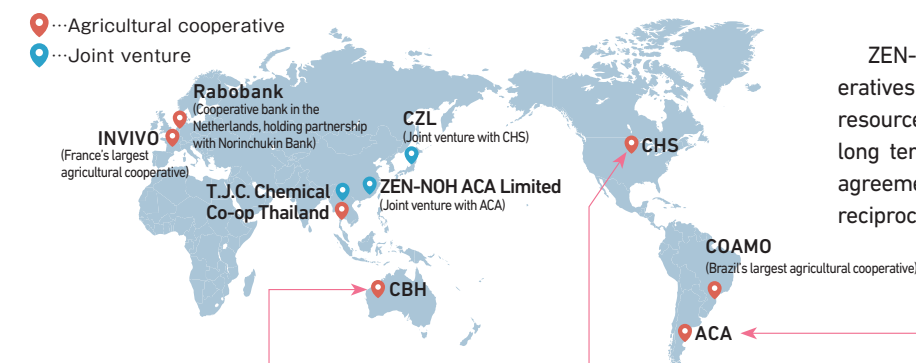 …Agricultural cooperative
…Joint venture
Rabobank
(Cooperative bank in the
Netherlands, holding partnership
with Norinchukin Bank)
INVIVO
(France's largest
agricultural cooperative)
CZL
(Joint venture with CHS)
T.J.C. Chemical
Co-op Thailand
ZEN-NOH ACA Limited
(Joint venture with ACA)
CBH
CHS
COAMO
(Brazil's largest agricultural cooperative)
ACA
ZEN-
eratives
resource
long ten
agreeme
reciproc